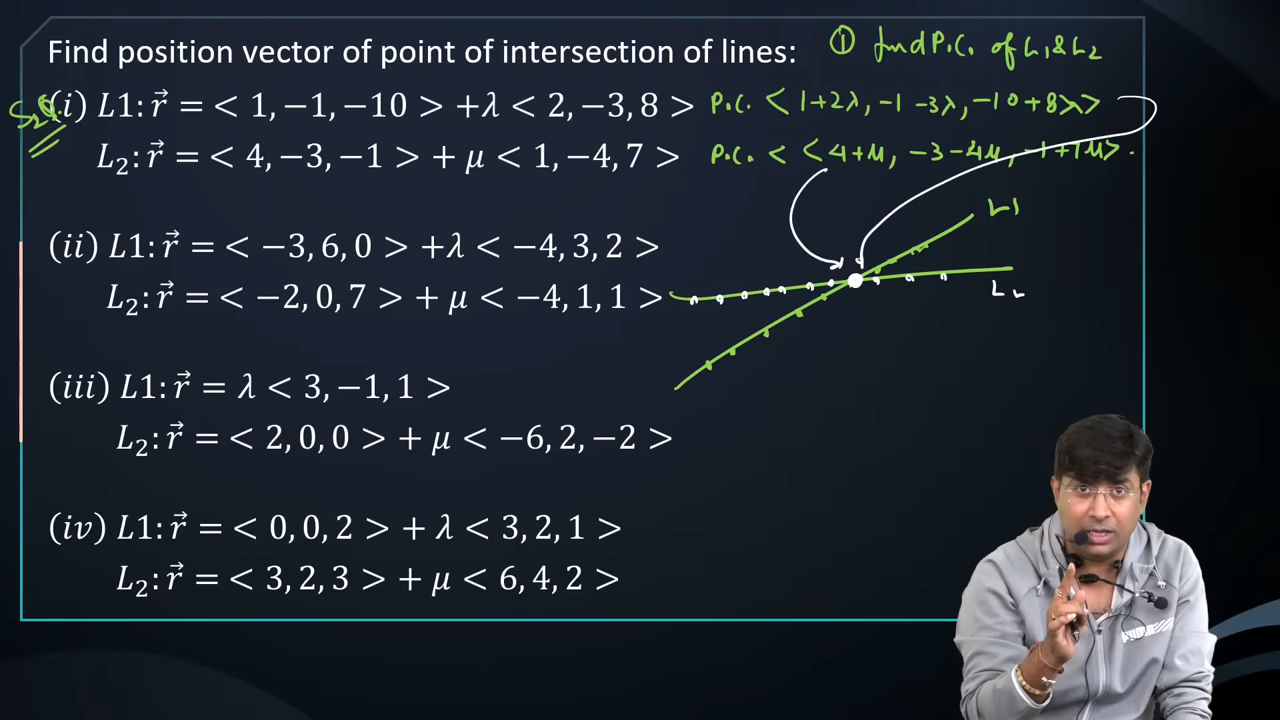 Find position vector of point of intersection of lines:
① find P.C. of L₁ & L₂
Solⁿ
(i) L1: r⃗ = < 1, −1, −10 > +λ < 2, −3, 8 > P.C. < 1+2λ, −1 −3λ, −10+8λ>
L₂: r⃗ = < 4, −3, −1 > + μ < 1, −4, 7 > P.C. < < 4+μ, −3−4μ, −1+7μ>.
L1
(ii) L1: r⃗ = < −3, 6, 0 > +λ < −4, 3, 2 >
L₂: r⃗ = < −2, 0, 7 > + μ < −4, 1, 1 >
L₂
(iii) L1: r⃗ = λ < 3, −1, 1 >
L₂: r⃗ = < 2, 0, 0 > + μ < −6, 2, −2 >
(iv) L1: r⃗ = < 0, 0, 2 > + λ < 3, 2, 1 >
L₂: r⃗ = < 3, 2, 3 > + μ < 6, 4, 2 >